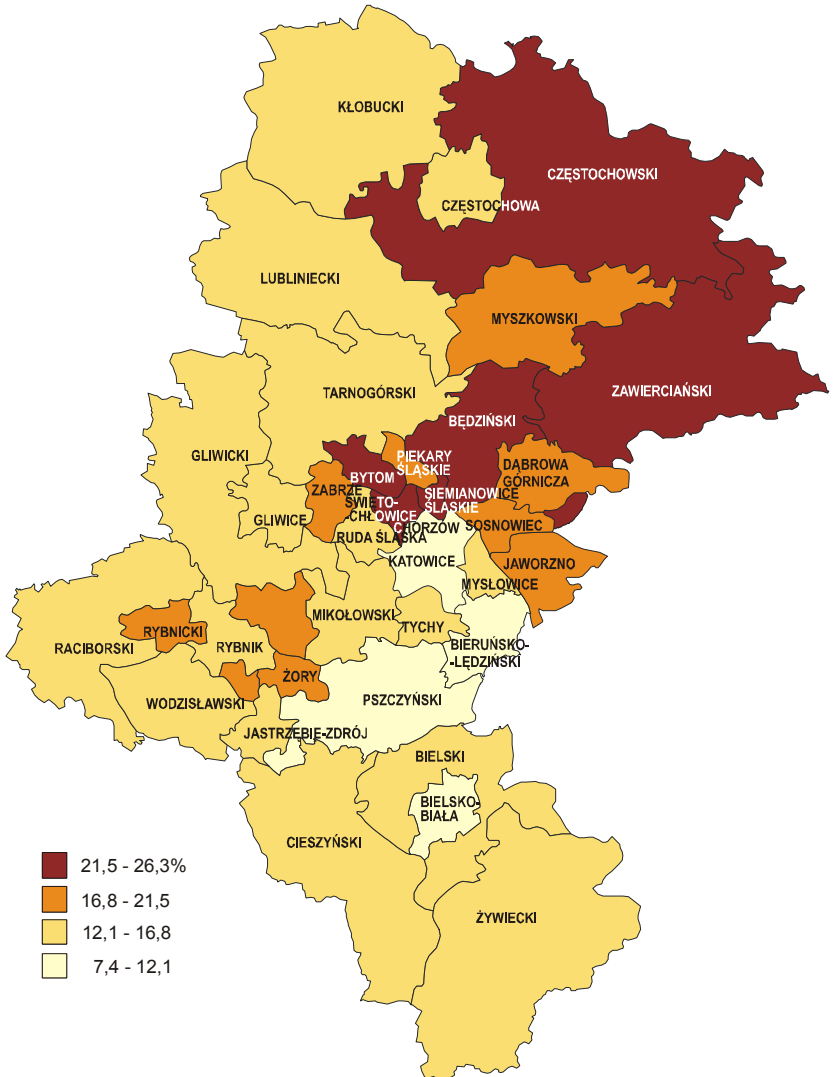 KŁOBUCKI
CZĘSTOCHOWSKI
CZĘSTOCHOWA
LUBLINIECKI
MYSZKOWSKI
TARNOGÓRSKI
ZAWIERCIAŃSKI
BĘDZIŃSKI
GLIWICKI
PIEKARY
ŚLĄSKIE
DĄBROWA
GÓRNICZA
BYTOM
ZABRZE
SIEMIANOWICE
ŚLĄSKIE
ŚWIĘTO-
-CHŁOWICE
GLIWICE
CHORZÓW
SOSNOWIEC
RUDA ŚLĄSKA
KATOWICE
JAWORZNO
MYSŁOWICE
MIKOŁOWSKI
TYCHY
RYBNICKI
RACIBORSKI
RYBNIK
BIERUŃSKO-
-LĘDZIŃSKI
ŻORY
WODZISŁAWSKI
PSZCZYŃSKI
JASTRZĘBIE-ZDRÓJ
BIELSKI
BIELSKO-
BIAŁA
CIESZYŃSKI
ŻYWIECKI
21,5 - 26,3%
16,8 - 21,5
12,1 - 16,8
7,4 - 12,1